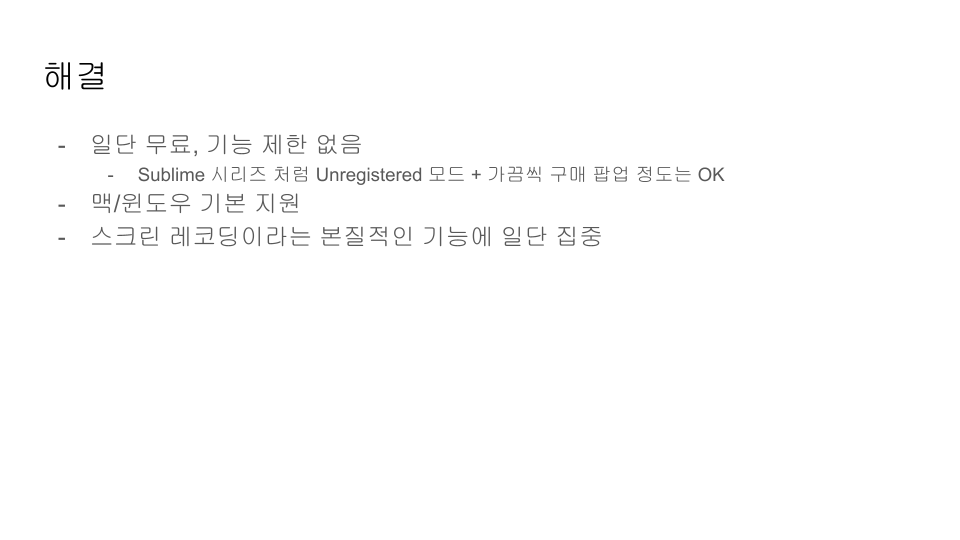 해결
- 일단 무료, 기능 제한 없음
- Sublime 시리즈 처럼 Unregistered 모드 + 가끔씩 구매 팝업 정도는 OK
- 맥/윈도우 기본 지원
- 스크린 레코딩이라는 본질적인 기능에 일단 집중